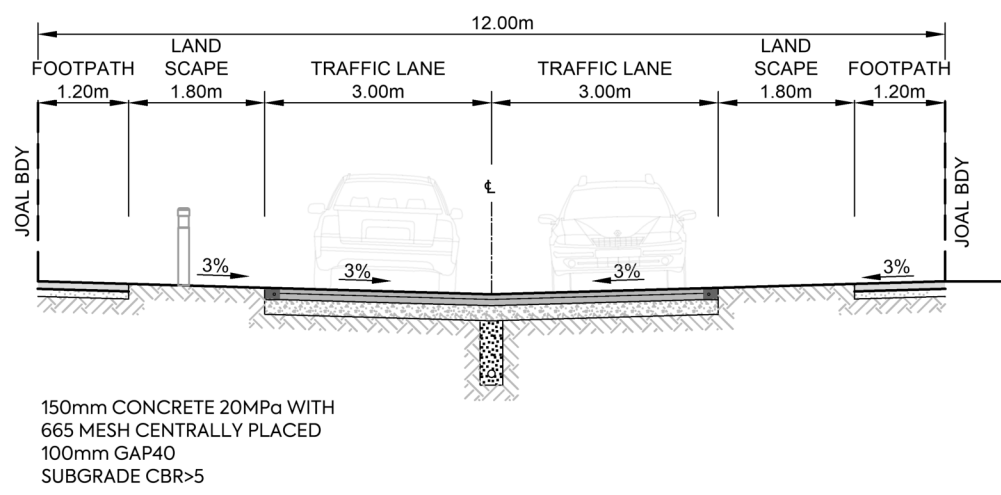 12.00m
FOOTPATH
LAND
SCAPE
TRAFFIC LANE
TRAFFIC LANE
LAND
SCAPE
FOOTPATH
1.20m
1.80m
3.00m
3.00m
1.80m
1.20m
JOAL BDY
℄
JOAL BDY
3%
3%
3%
3%
150mm CONCRETE 20MPa WITH
665 MESH CENTRALLY PLACED
100mm GAP40
SUBGRADE CBR>5